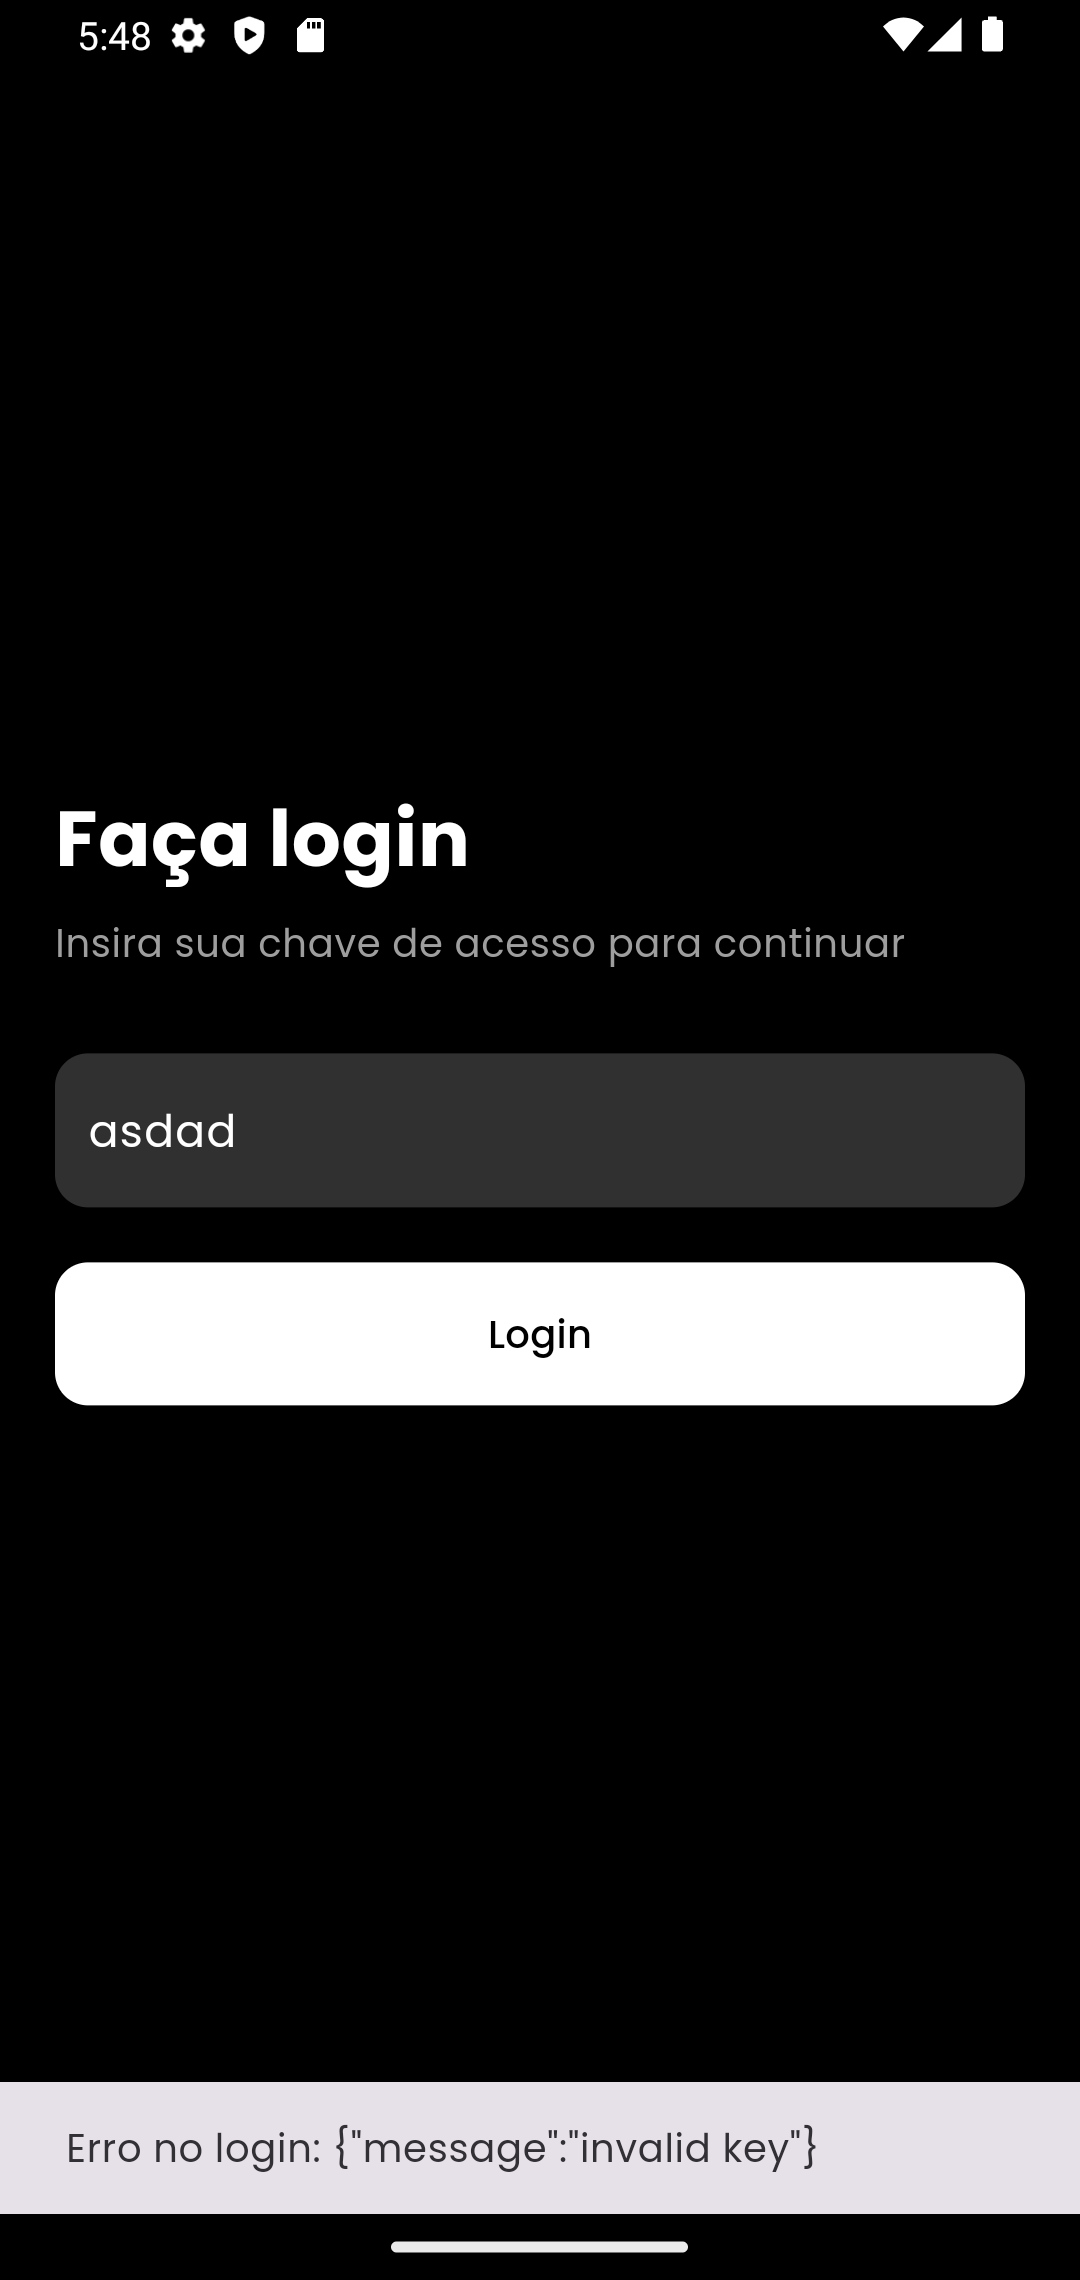 5:48
Faça login
Insira sua chave de acesso para continuar
asdad
Login
Erro no login: {"message":"invalid key"}